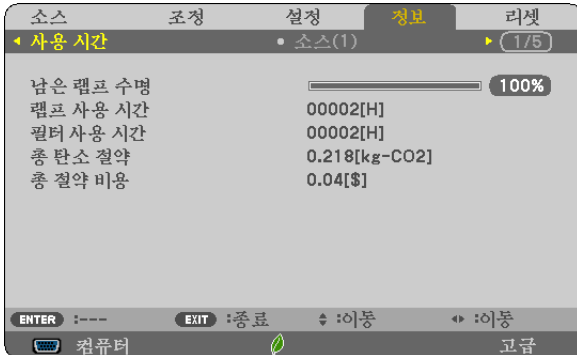 소스 조정 설정 정보 리셋
사용 시간 소스(1) 1/5
남은 램프 수명 100%
램프 사용 시간 00002[H]
필터 사용 시간 00002[H]
총 탄소 절약 0.218[kg-CO2]
총 절약 비용 0.04[$]
ENTER :--- EXIT :종료 :이동 :이동
컴퓨터 고급